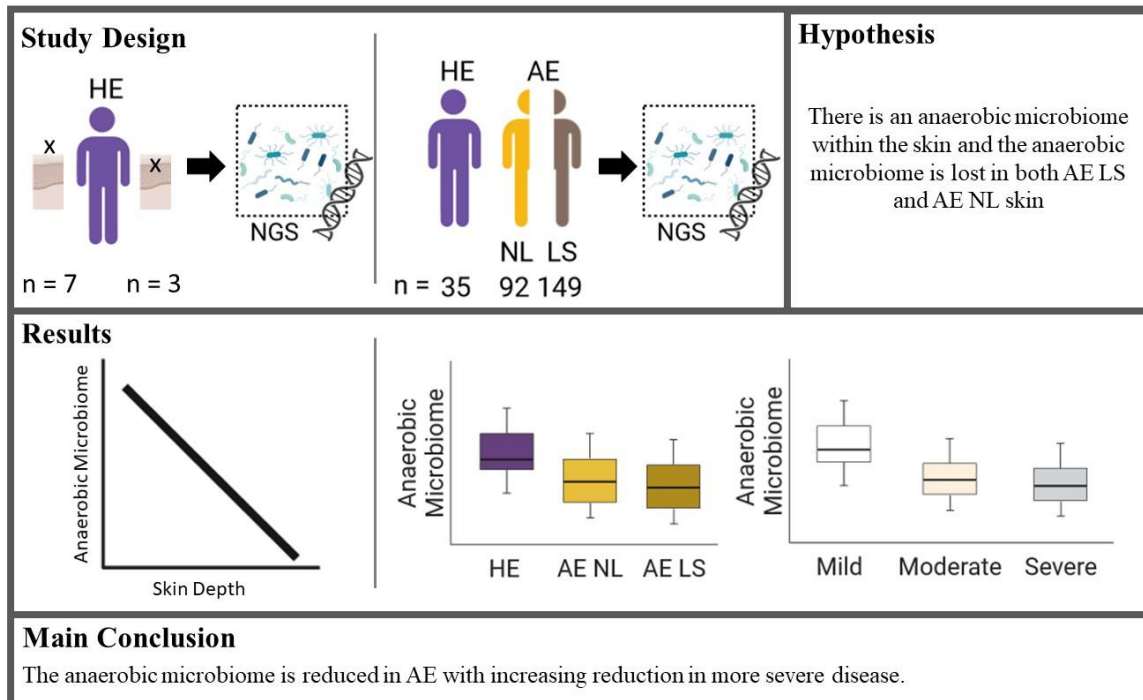 Study Design
HE
x
x
NGS
n = 7
n = 3
HE
AE
NGS
NL LS
n = 35 92 149
Hypothesis
There is an anaerobic microbiome
within the skin and the anaerobic
microbiome is lost in both AE LS
and AE NL skin
Results
Anaerobic Microbiome
Skin Depth
Anaerobic
Microbiome
HE AE NL AE LS
Anaerobic
Microbiome
Mild Moderate Severe
Main Conclusion
The anaerobic microbiome is reduced in AE with increasing reduction in more severe disease.